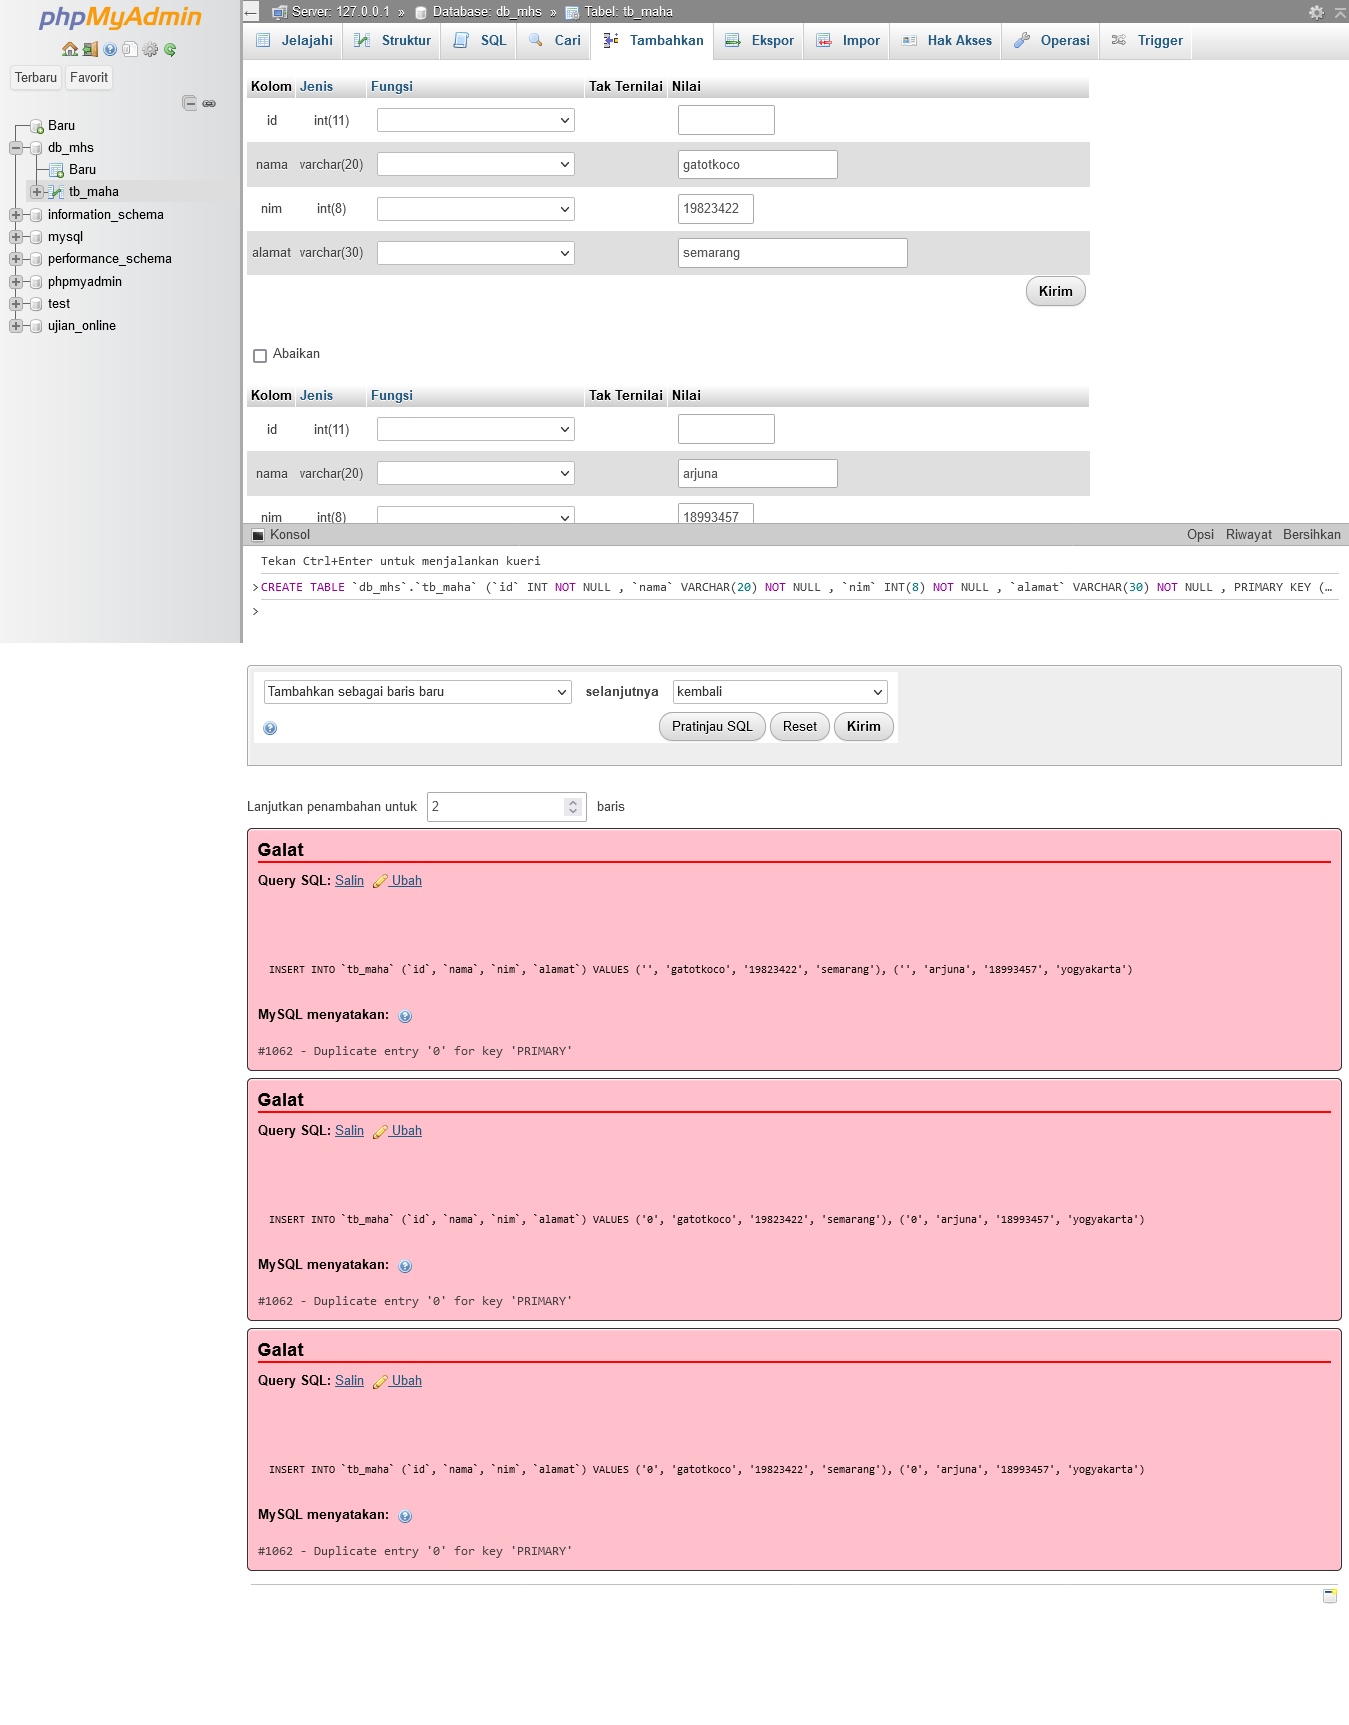 phpMyAdmin
Terbaru Favorit
Baru
db_mhs
Baru
tb_maha
information_schema
mysql
performance_schema
phpmyadmin
test
ujian_online
Server: 127.0.0.1 » Database: db_mhs » Tabel: tb_maha
Jelajahi Struktur SQL Cari Tambahkan Ekspor Impor Hak Akses Operasi Trigger
Kolom Jenis Fungsi Tak Ternilai Nilai
id int(11)
nama varchar(20) gatotkoco
nim int(8) 19823422
alamat varchar(30) semarang
Kirim
Abaikan
Kolom Jenis Fungsi Tak Ternilai Nilai
id int(11)
nama varchar(20) arjuna
nim int(8) 18993457
Konsol Opsi Riwayat Bersihkan
Tekan Ctrl+Enter untuk menjalankan kueri
>CREATE TABLE `db_mhs`.`tb_maha` (`id` INT NOT NULL , `nama` VARCHAR(20) NOT NULL , `nim` INT(8) NOT NULL , `alamat` VARCHAR(30) NOT NULL , PRIMARY KEY (…
>
Tambahkan sebagai baris baru selanjutnya kembali
Pratinjau SQL Reset Kirim
Lanjutkan penambahan untuk 2 baris
Galat
Query SQL: Salin Ubah
INSERT INTO `tb_maha` (`id`, `nama`, `nim`, `alamat`) VALUES ('', 'gatotkoco', '19823422', 'semarang'), ('', 'arjuna', '18993457', 'yogyakarta')
MySQL menyatakan:
#1062 - Duplicate entry '0' for key 'PRIMARY'
Galat
Query SQL: Salin Ubah
INSERT INTO `tb_maha` (`id`, `nama`, `nim`, `alamat`) VALUES ('0', 'gatotkoco', '19823422', 'semarang'), ('0', 'arjuna', '18993457', 'yogyakarta')
MySQL menyatakan:
#1062 - Duplicate entry '0' for key 'PRIMARY'
Galat
Query SQL: Salin Ubah
INSERT INTO `tb_maha` (`id`, `nama`, `nim`, `alamat`) VALUES ('0', 'gatotkoco', '19823422', 'semarang'), ('0', 'arjuna', '18993457', 'yogyakarta')
MySQL menyatakan:
#1062 - Duplicate entry '0' for key 'PRIMARY'